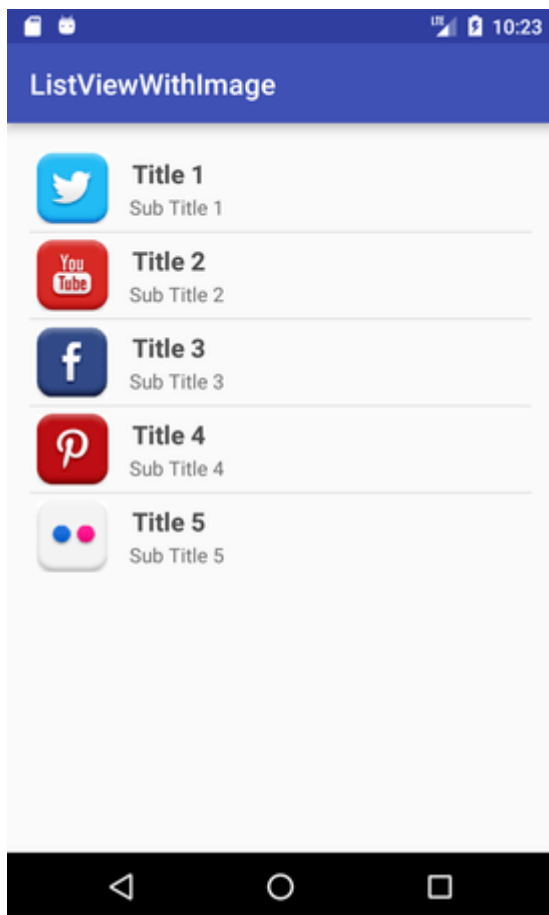 LTE 10:23
ListViewWithImage
Title 1
Sub Title 1
You
Tube
Title 2
Sub Title 2
f
Title 3
Sub Title 3
Title 4
Sub Title 4
Title 5
Sub Title 5